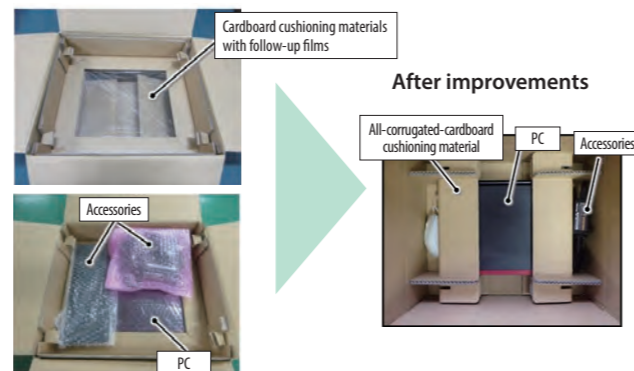 Cardboard cushioning materials
with follow-up films
Accessories
PC
After improvements
All-corrugated-cardboard
cushioning material
PC
Accessories